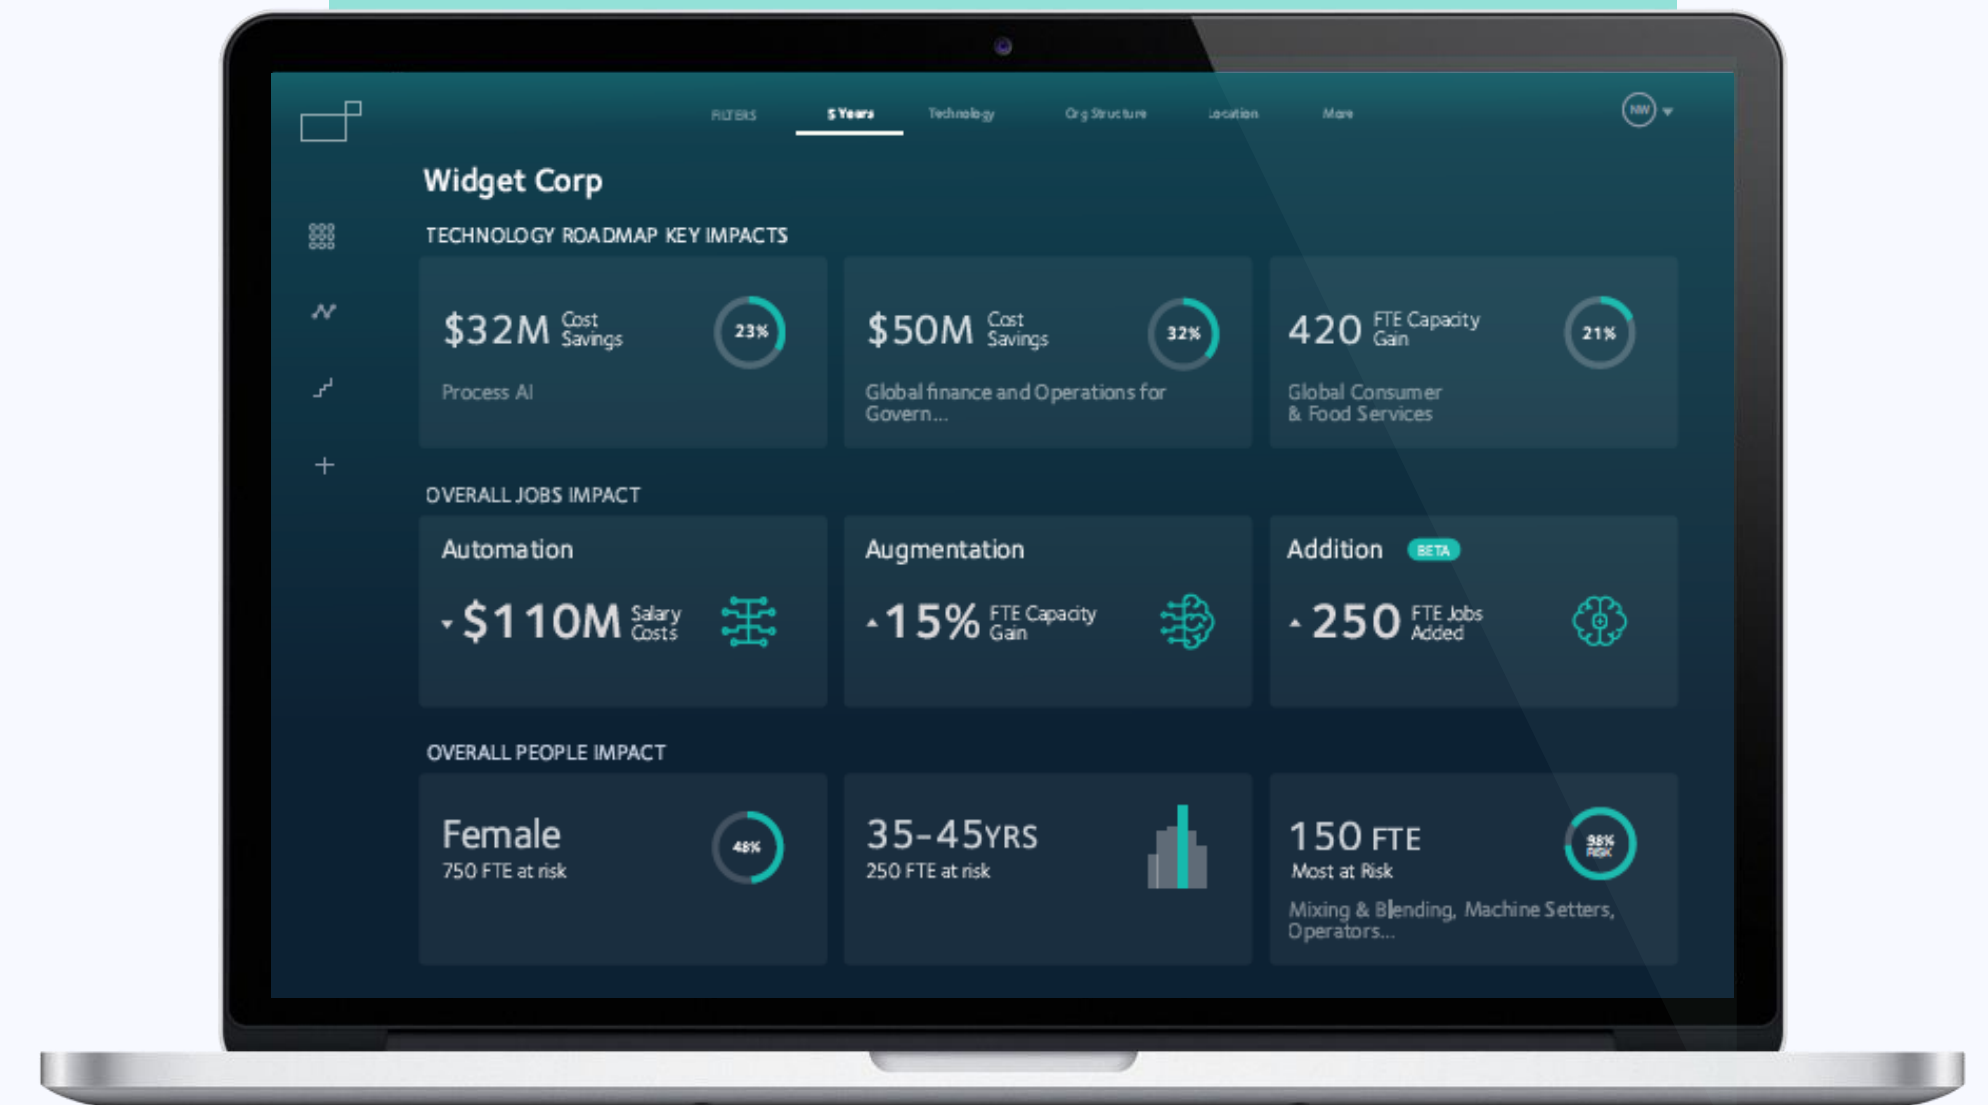 FILTERS
5 Years
Technology
Org Structure
Location
More
NW
Widget Corp
TECHNOLOGY ROADMAP KEY IMPACTS
$32M Cost
Savings
23%
Process AI
$50M Cost
Savings
32%
Global finance and Operations for
Govern...
420 FTE Capacity
Gain
21%
Global Consumer
& Food Services
OVERALL JOBS IMPACT
Automation
$110M Salary
Costs
Augmentation
15% FTE Capacity
Gain
Addition BETA
250 FTE Jobs
Added
OVERALL PEOPLE IMPACT
Female
750 FTE at risk
48%
35-45YRS
250 FTE at risk
150 FTE
Most at Risk
98%
RISK
Mixing & Blending, Machine Setters,
Operators...